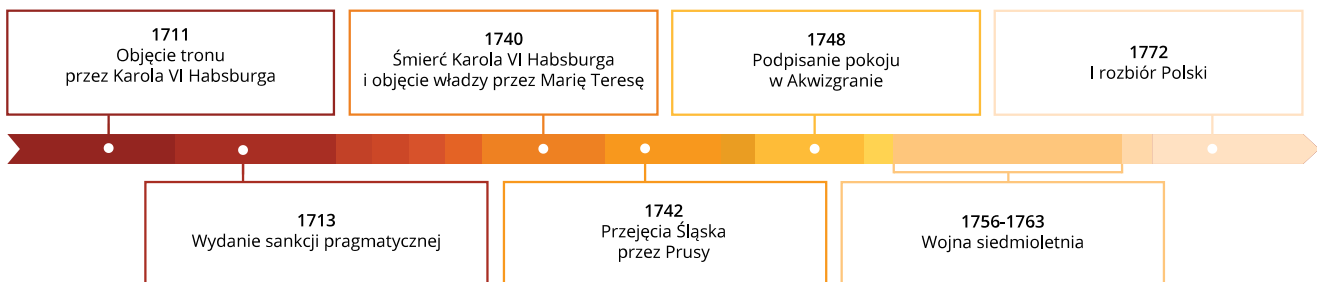 1711
Objęcie tronu
przez Karola VI Habsburga
1740
Śmierć Karola VI Habsburga
i objęcie władzy przez Marię Teresę
1748
Podpisanie pokoju
w Akwizgranie
1772
I rozbiór Polski
1713
Wydanie sankcji pragmatycznej
1742
Przejęcia Śląska
przez Prusy
1756-1763
Wojna siedmioletnia